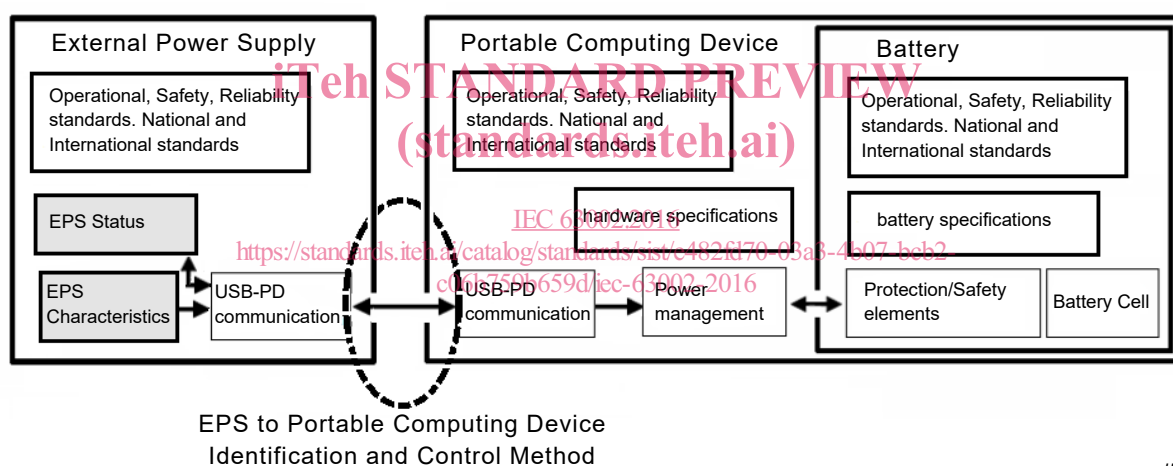 External Power Supply
Operational, Safety, Reliability
standards. National and
International standards
EPS Status
EPS
Characteristics
USB-PD
communication
Portable Computing Device
Operational, Safety, Reliability
standards. National and
International standards
hardware specifications
USB-PD
communication
Power
management
Battery
Operational, Safety, Reliability
standards. National and
International standards
battery specifications
Protection/Safety
elements
Battery Cell
EPS to Portable Computing Device
Identification and Control Method
iTeh STANDARD PREVIEW
(standards.iteh.ai)
IEC 63002:2016
https://standards.iteh.ai/catalog/standards/sist/e482fd70-03a3-4b07-bcb2-
c06b759b659d/iec-63002-2016